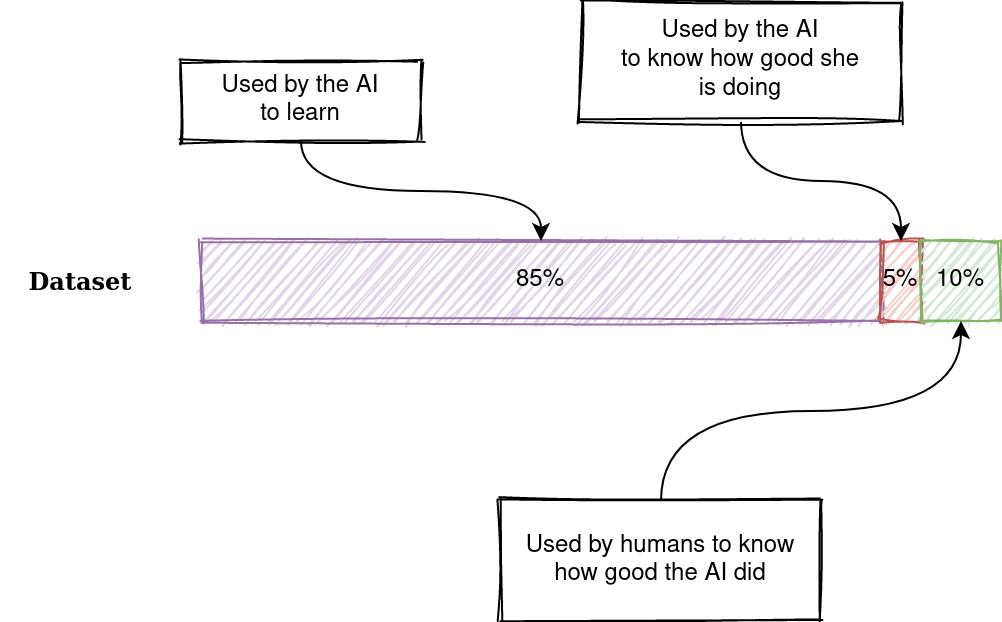 Used by the AI
to know how good she
is doing
Used by the AI
to learn
Dataset
85%
5%
10%
Used by humans to know
how good the AI did